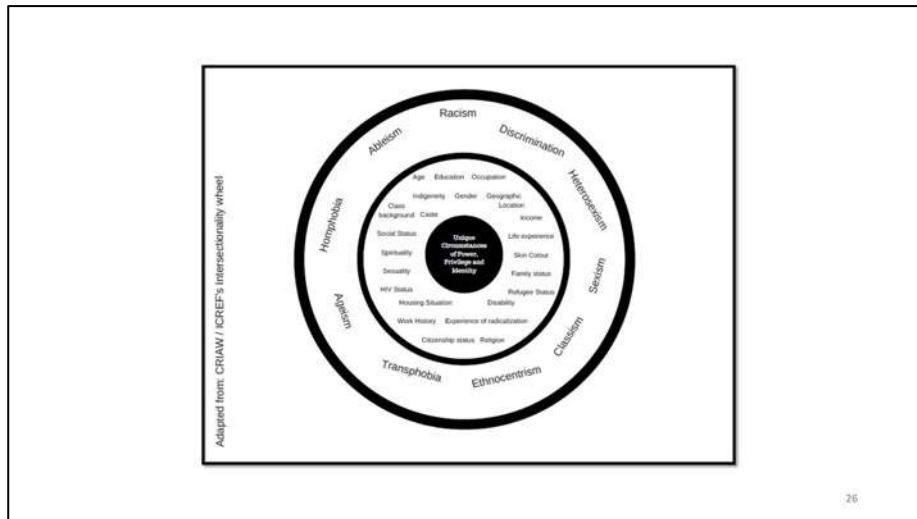 Adapted from: CRIAW / ICREF's Intersectionality wheel
Racism
Discrimination
Heterosexism
Sexism
Classism
Ethnocentrism
Transphobia
Ageism
Homphobia
Ableism
Age Education Occupation
Indigeneity Gender Geographic
Location
Class
background Caste
Income
Social Status
Life experience
Spirituality
Skin Colour
Sexuality
Family status
HIV Status
Refugee Status
Housing Situation
Disability
Work History Experience of radicalization
Citizenship status Religion
Unique
Circumstances
of Power,
Privilege and
Identity
26